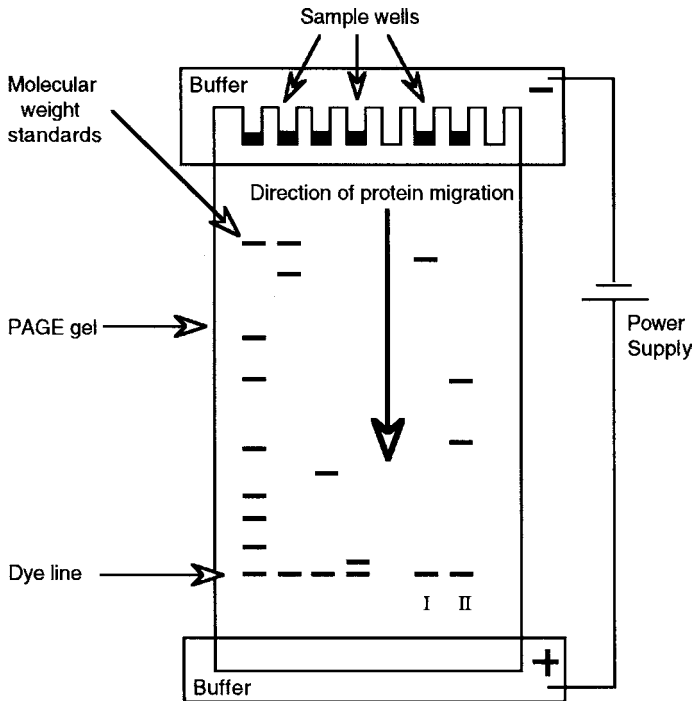 Sample wells
Buffer
−
Molecular
weight
standards
Direction of protein migration
PAGE gel
Power
Supply
Dye line
I II
+
Buffer